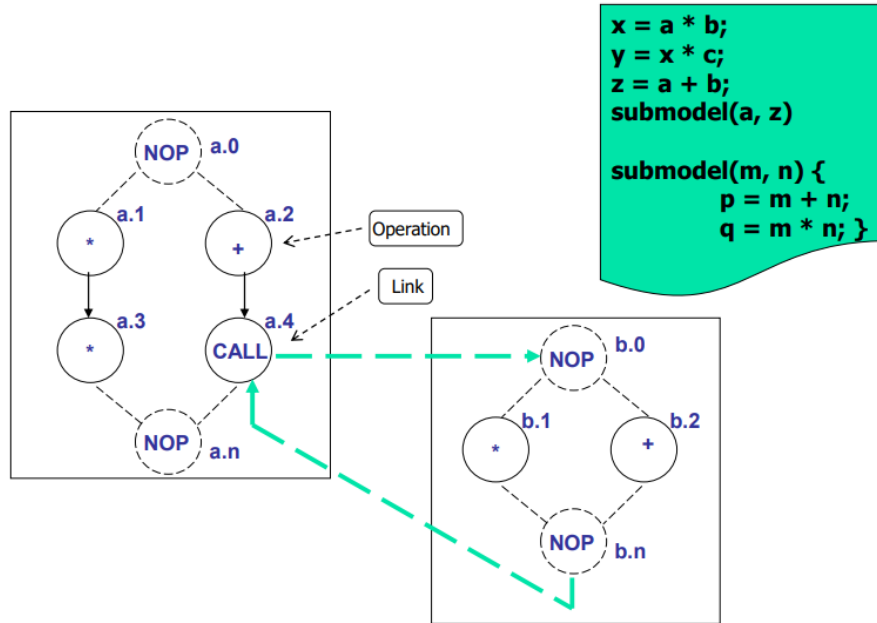 x = a * b;
y = x * c;
z = a + b;
submodel(a, z)
submodel(m, n) {
p = m + n;
q = m * n; }
NOP a.0
a.1
a.2
*
+
Operation
Link
a.3
a.4
*
CALL
NOP
a.n
NOP b.0
b.1
b.2
*
+
NOP
b.n